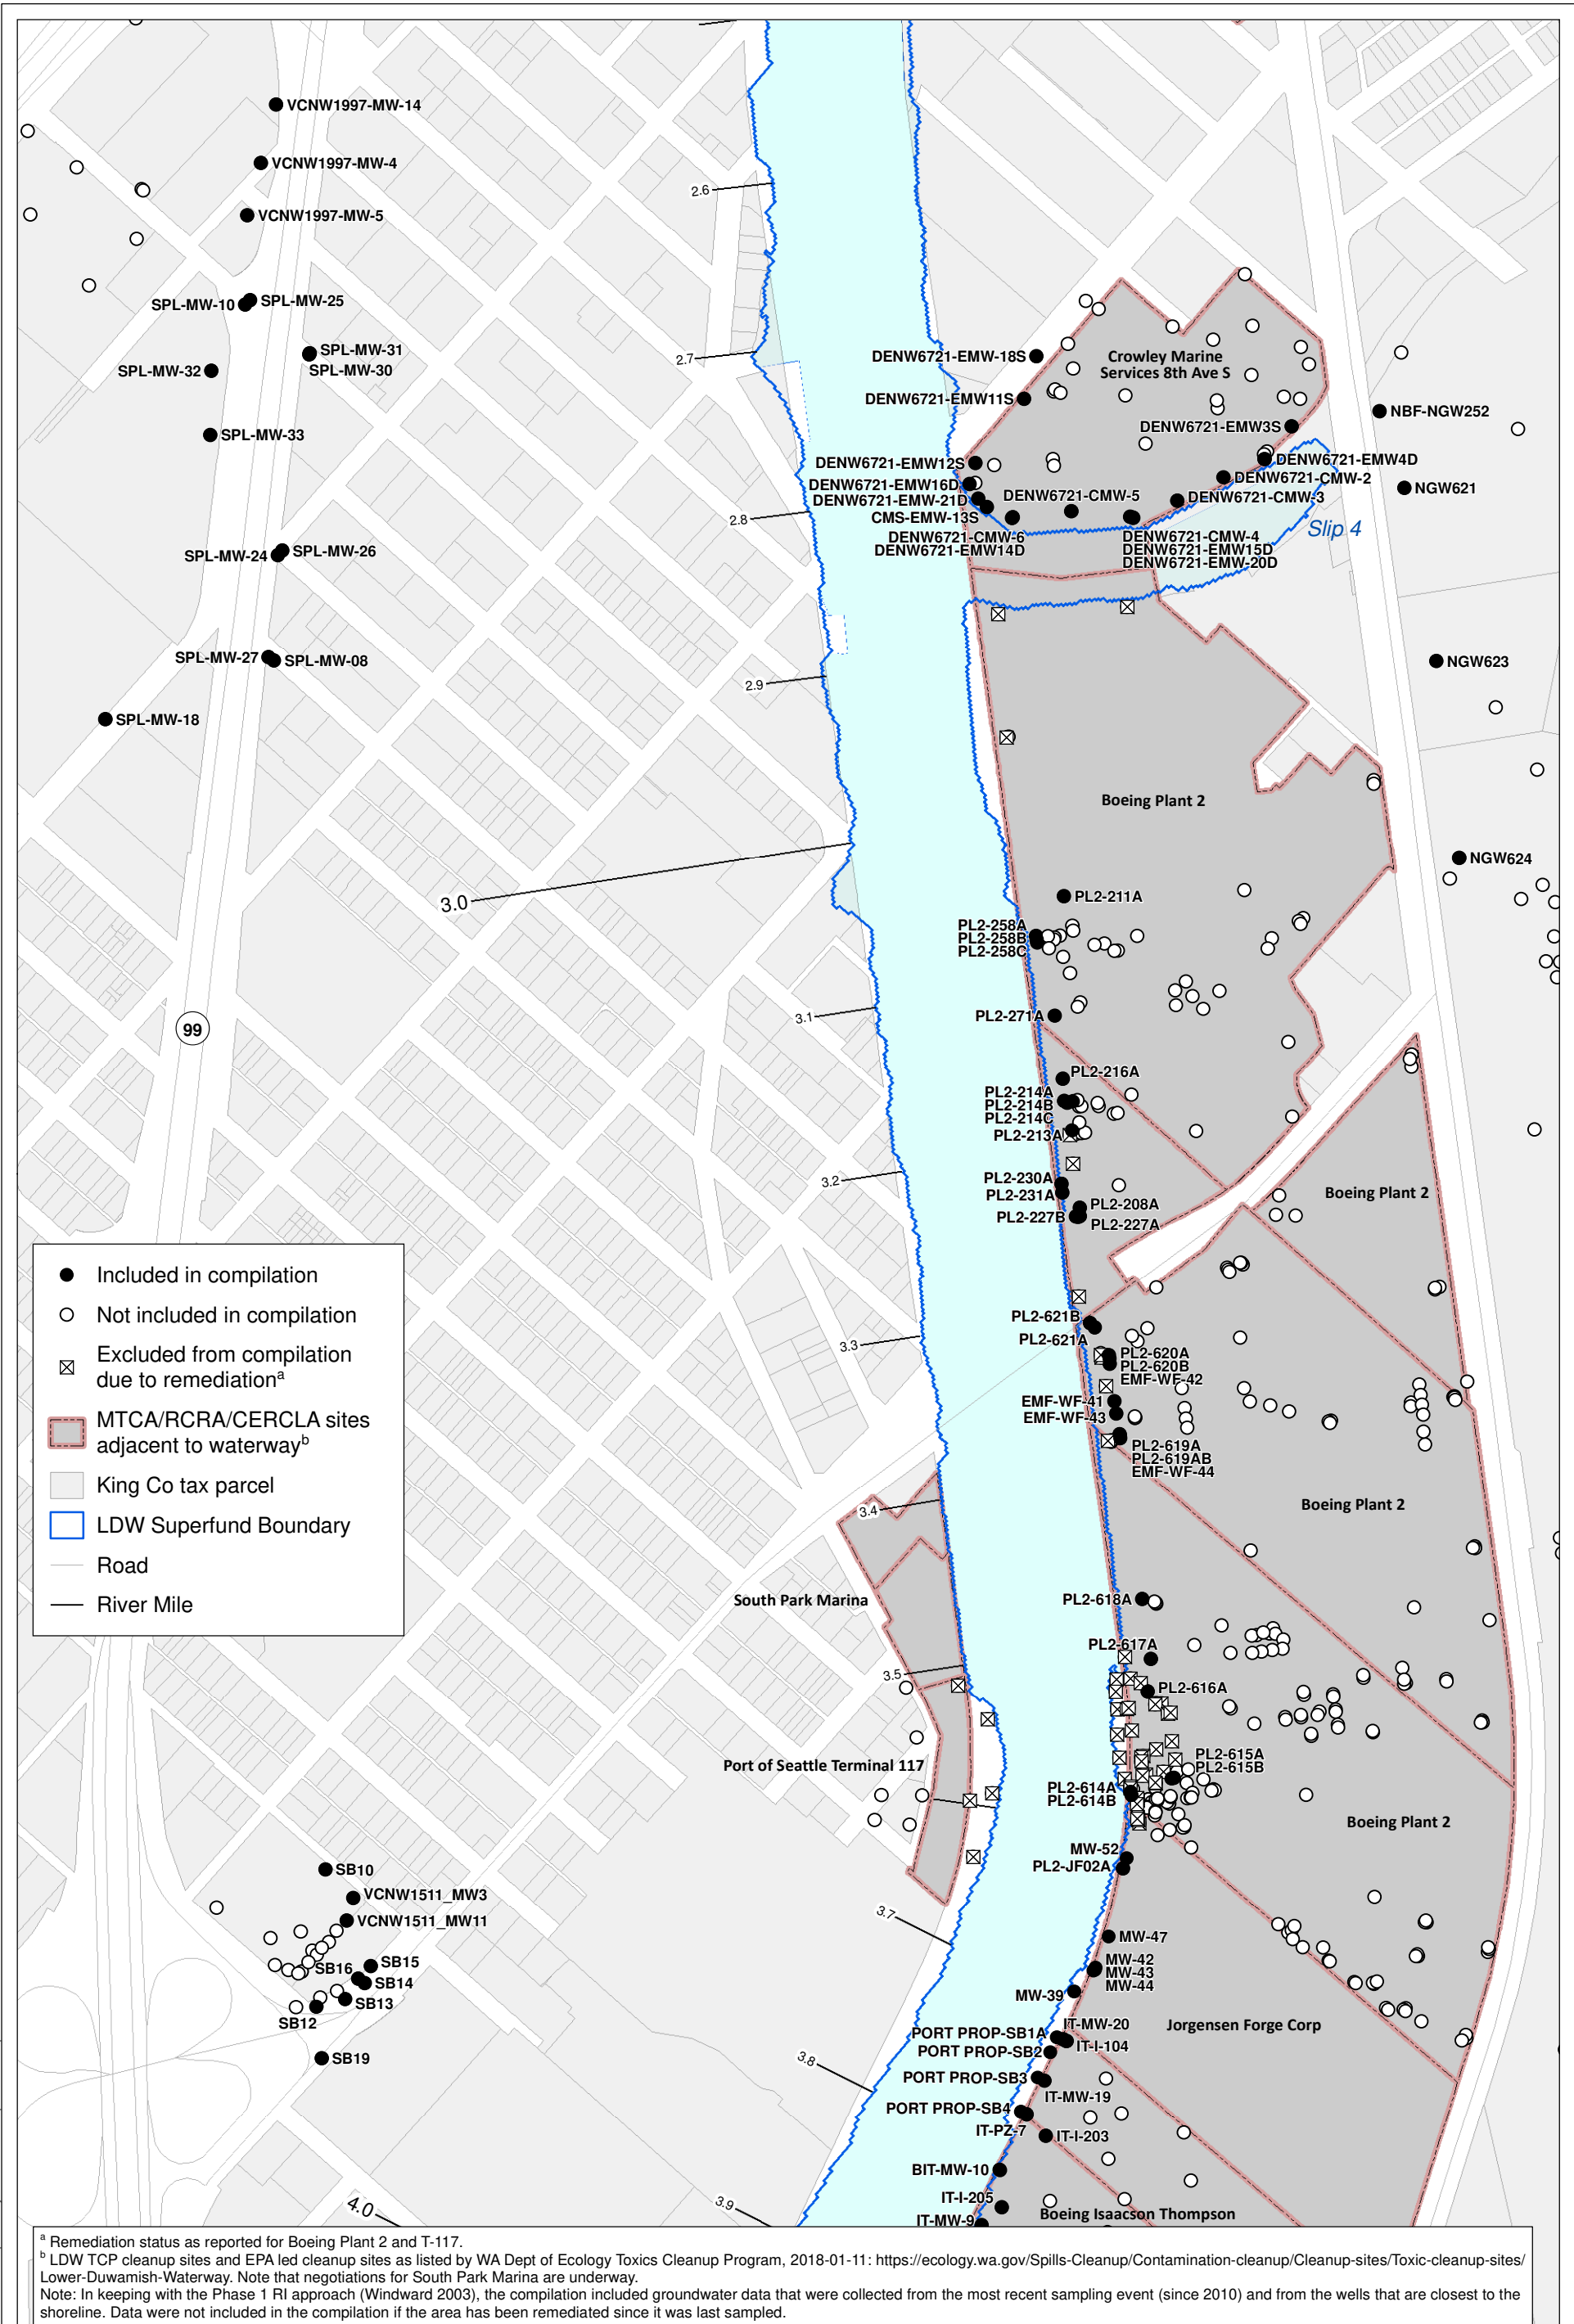 VCNW1997-MW-14
VCNW1997-MW-4
VCNW1997-MW-5
SPL-MW-10
SPL-MW-25
SPL-MW-31
SPL-MW-30
SPL-MW-32
SPL-MW-33
SPL-MW-24
SPL-MW-26
SPL-MW-27
SPL-MW-08
SPL-MW-18
2.6
2.7
2.8
2.9
3.0
3.1
3.2
3.3
3.4
3.5
3.7
3.8
3.9
4.0
99
DENW6721-EMW-18S
Crowley Marine
Services 8th Ave S
DENW6721-EMW11S
DENW6721-EMW3S
NBF-NGW252
DENW6721-EMW12S
DENW6721-EMW4D
DENW6721-EMW16D
DENW6721-CMW-2
NGW621
DENW6721-EMW-21D
DENW6721-CMW-5
DENW6721-CMW-3
CMS-EMW-13S
DENW6721-CMW-6
DENW6721-EMW14D
DENW6721-CMW-4
DENW6721-EMW15D
DENW6721-EMW-20D
Slip 4
NGW623
Boeing Plant 2
NGW624
PL2-211A
PL2-258A
PL2-258B
PL2-258C
PL2-271A
PL2-216A
PL2-214A
PL2-214B
PL2-214C
PL2-213A
PL2-230A
PL2-231A
PL2-208A
PL2-227B
PL2-227A
Boeing Plant 2
PL2-621B
PL2-621A
PL2-620A
PL2-620B
EMF-WF-42
EMF-WF-41
EMF-WF-43
PL2-619A
PL2-619AB
EMF-WF-44
Boeing Plant 2
South Park Marina
PL2-618A
PL2-617A
PL2-616A
Port of Seattle Terminal 117
PL2-615A
PL2-615B
PL2-614A
PL2-614B
Boeing Plant 2
MW-52
PL2-JF02A
MW-47
MW-42
MW-43
MW-44
MW-39
Jorgensen Forge Corp
IT-MW-20
PORT PROP-SB1A
IT-I-104
PORT PROP-SB2
PORT PROP-SB3
IT-MW-19
PORT PROP-SB4
IT-PZ-7
IT-I-203
BIT-MW-10
IT-I-205
Boeing Isaacson Thompson
IT-MW-9
SB10
VCNW1511_MW3
VCNW1511_MW11
SB16
SB15
SB14
SB13
SB12
SB19
Included in compilation
Not included in compilation
Excluded from compilation
due to remediationa
MTCA/RCRA/CERCLA sites
adjacent to waterwayb
King Co tax parcel
LDW Superfund Boundary
Road
River Mile
a Remediation status as reported for Boeing Plant 2 and T-117.
b LDW TCP cleanup sites and EPA led cleanup sites as listed by WA Dept of Ecology Toxics Cleanup Program, 2018-01-11: https://ecology.wa.gov/Spills-Cleanup/Contamination-cleanup/Cleanup-sites/Toxic-cleanup-sites/
Lower-Duwamish-Waterway. Note that negotiations for South Park Marina are underway.
Note: In keeping with the Phase 1 RI approach (Windward 2003), the compilation included groundwater data that were collected from the most recent sampling event (since 2010) and from the wells that are closest to the
shoreline. Data were not included in the compilation if the area has been remediated since it was last sampled.